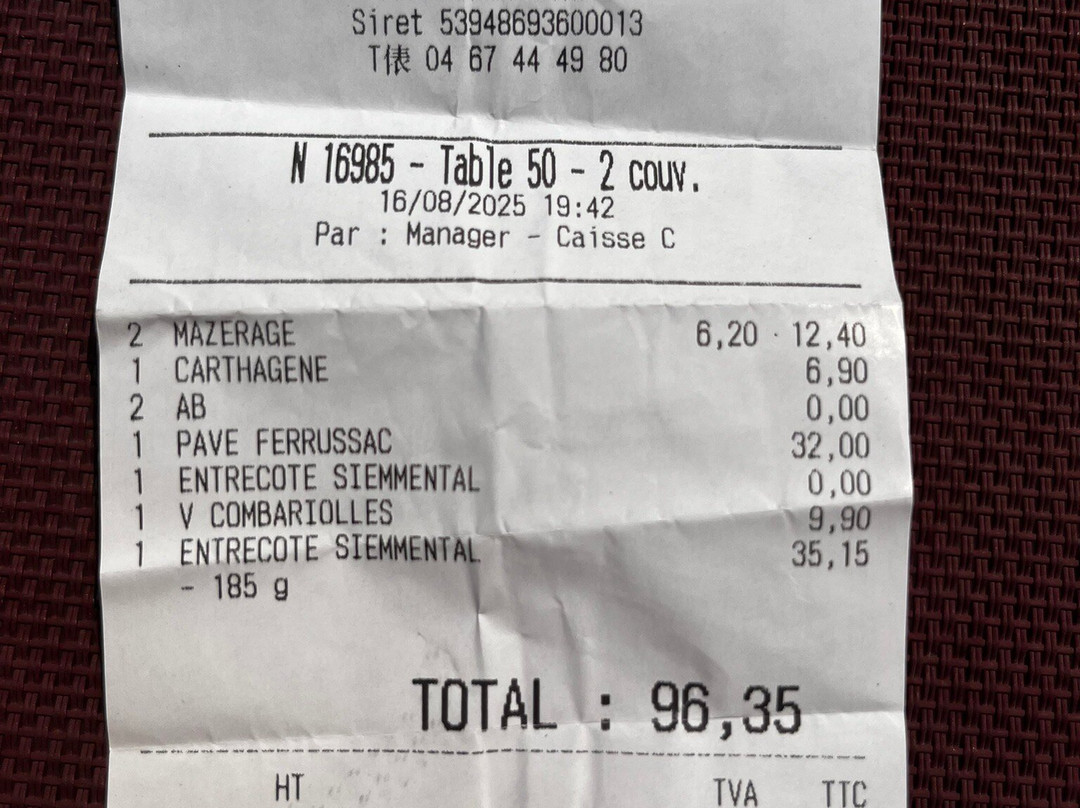 Siret 53948693600013
T俵 04 67 44 49 80
N 16985 - Table 50 - 2 couv.
16/08/2025 19:42
Par : Manager - Caisse C
2 MAZERAGE 6,20 · 12,40
1 CARTHAGENE 6,90
2 AB 0,00
1 PAVE FERRUSSAC 32,00
1 ENTRECOTE SIEMMENTAL 0,00
1 V COMBARIOLLES 9,90
1 ENTRECOTE SIEMMENTAL 35,15
- 185 g
TOTAL : 96,35
HT TVA TTC